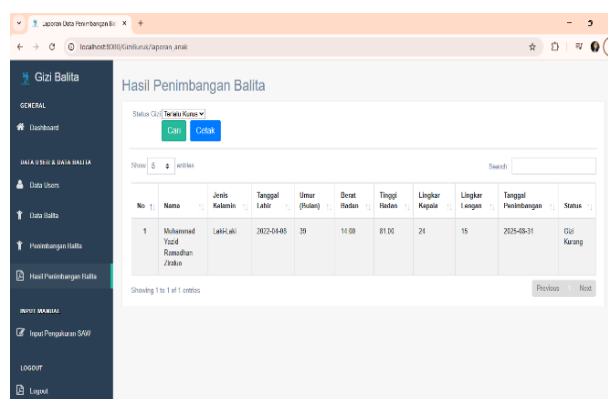 Laporan Data Penimbangan Ba
localhost:8080/GiziBuruk/laporan_anak
Gizi Balita
GENERAL
Dashboard
DATA USER & DATA BALITA
Data Users
Data Balita
Penimbangan Balita
Hasil Penimbangan Balita
INPUT MANUAL
Input Pengukuran SAW
LOGOUT
Logout
Hasil Penimbangan Balita
Status Gizi Terlalu Kurus
Cari Cetak
Show 5 entries
Search:
No Nama Jenis Kelamin Tanggal Lahir Umur (Bulan) Berat Badan Tinggi Badan Lingkar Kepala Lingkar Lengan Tanggal Penimbangan Status
1 Muhammad Yazid Ramadhan 2022-04-08 39 14.00 81.00 24 15 2025-08-31 Gizi Kurang
Laki-Laki
Showing 1 to 1 of 1 entries
Previous 1 Next